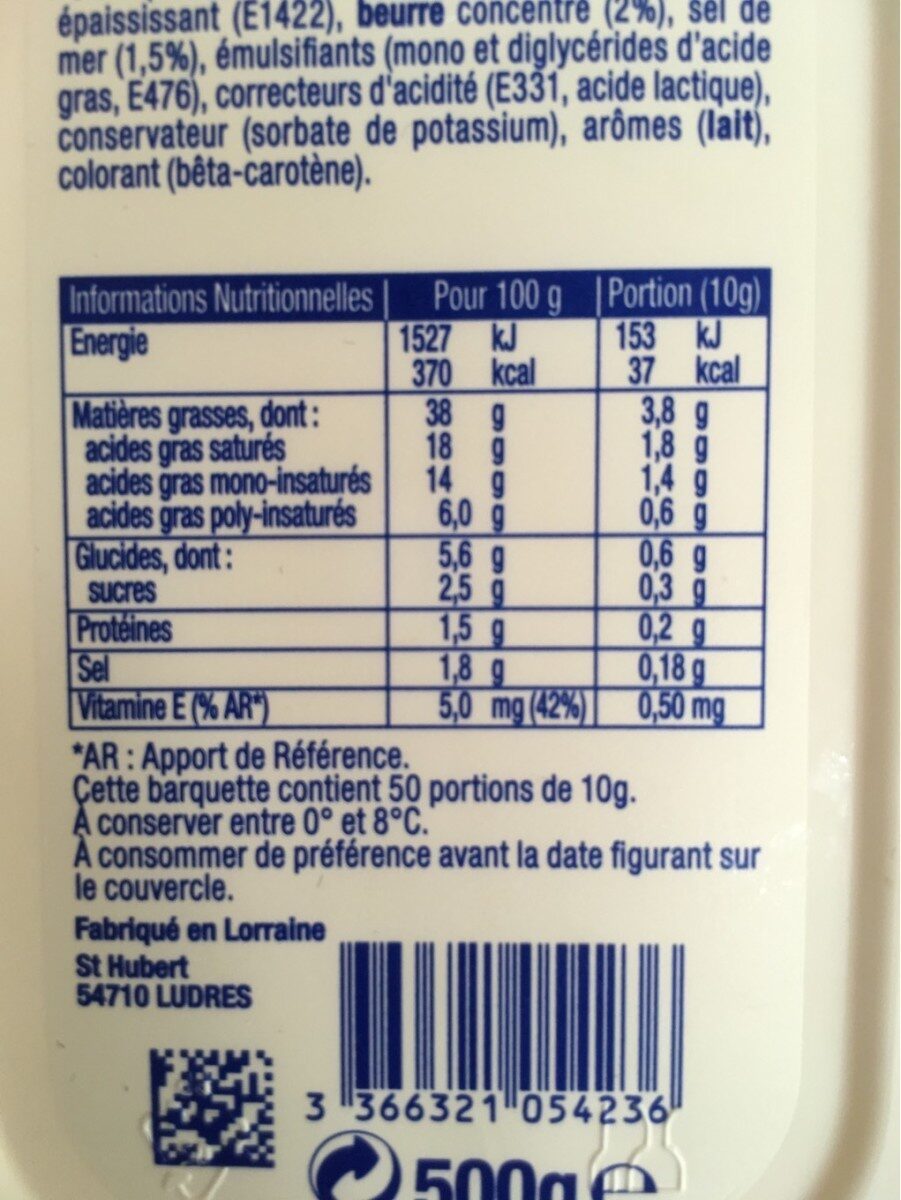 épaississant (E1422), beurre concentré (2%), sel de
mer (1,5%), émulsifiants (mono et diglycérides d'acide
gras, E476), correcteurs d'acidité (E331, acide lactique),
conservateur (sorbate de potassium), arômes (lait),
colorant (bêta-carotène).
Informations Nutritionnelles Pour 100 g Portion (10g)
Energie 1527 kJ 153 kJ
370 kcal 37 kcal
Matières grasses, dont : 38 g 3,8 g
acides gras saturés 18 g 1,8 g
acides gras mono-insaturés 14 g 1,4 g
acides gras poly-insaturés 6,0 g 0,6 g
Glucides, dont : 5,6 g 0,6 g
sucres 2,5 g 0,3 g
Protéines 1,5 g 0,2 g
Sel 1,8 g 0,18 g
Vitamine E (% AR*) 5,0 mg (42%) 0,50 mg
*AR : Apport de Référence.
Cette barquette contient 50 portions de 10g.
À conserver entre 0° et 8°C.
À consommer de préférence avant la date figurant sur
le couvercle.
Fabriqué en Lorraine
St Hubert
54710 LUDRES
3 366321 054236
500g e